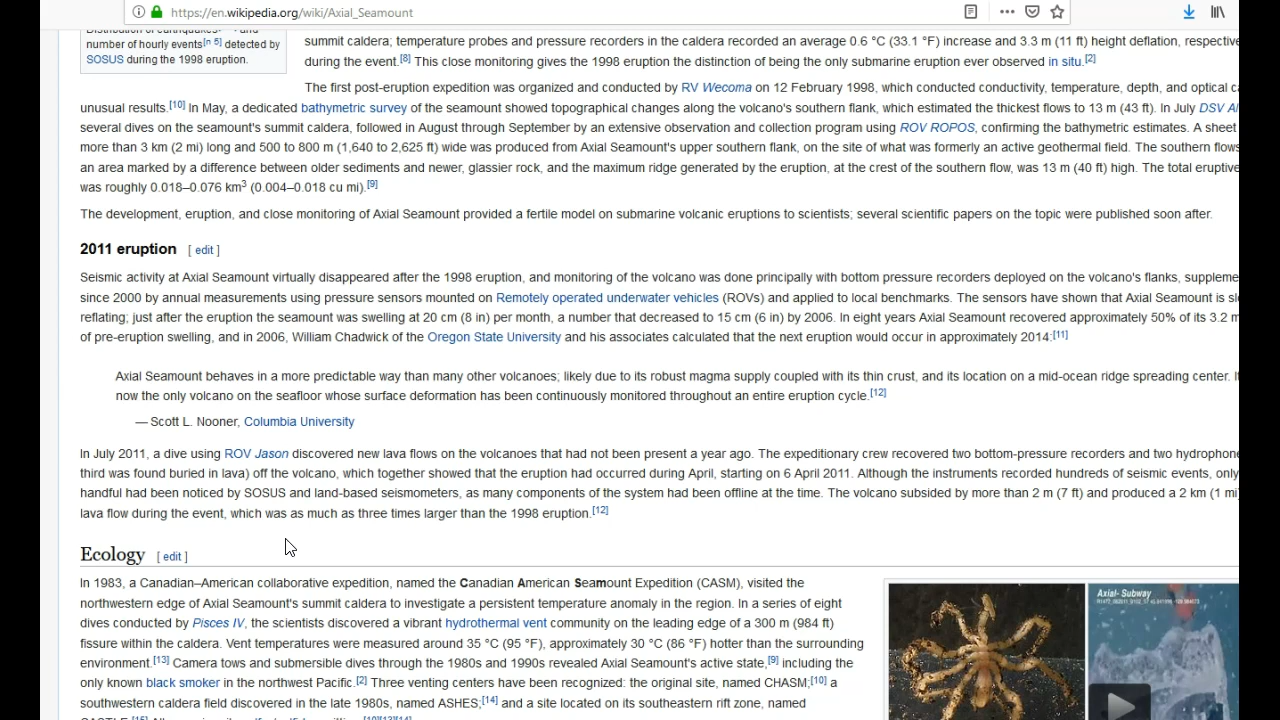 https://en.wikipedia.org/wiki/Axial_Seamount
number of hourly events[n 5] detected by
SOSUS during the 1998 eruption.
summit caldera; temperature probes and pressure recorders in the caldera recorded an average 0.6 °C (33.1 °F) increase and 3.3 m (11 ft) height deflation, respective
during the event.[8] This close monitoring gives the 1998 eruption the distinction of being the only submarine eruption ever observed in situ.[2]
The first post-eruption expedition was organized and conducted by RV Wecoma on 12 February 1998, which conducted conductivity, temperature, depth, and optical c
unusual results.[10] In May, a dedicated bathymetric survey of the seamount showed topographical changes along the volcano's southern flank, which estimated the thickest flows to 13 m (43 ft). In July DSV Al
several dives on the seamount's summit caldera, followed in August through September by an extensive observation and collection program using ROV ROPOS, confirming the bathymetric estimates. A sheet
more than 3 km (2 mi) long and 500 to 800 m (1,640 to 2,625 ft) wide was produced from Axial Seamount's upper southern flank, on the site of what was formerly an active geothermal field. The southern flows
an area marked by a difference between older sediments and newer, glassier rock, and the maximum ridge generated by the eruption, at the crest of the southern flow, was 13 m (40 ft) high. The total eruptive
was roughly 0.018–0.076 km3 (0.004–0.018 cu mi).[9]
The development, eruption, and close monitoring of Axial Seamount provided a fertile model on submarine volcanic eruptions to scientists; several scientific papers on the topic were published soon after.
2011 eruption [ edit ]
Seismic activity at Axial Seamount virtually disappeared after the 1998 eruption, and monitoring of the volcano was done principally with bottom pressure recorders deployed on the volcano's flanks, suppleme
since 2000 by annual measurements using pressure sensors mounted on Remotely operated underwater vehicles (ROVs) and applied to local benchmarks. The sensors have shown that Axial Seamount is sl
reflating; just after the eruption the seamount was swelling at 20 cm (8 in) per month, a number that decreased to 15 cm (6 in) by 2006. In eight years Axial Seamount recovered approximately 50% of its 3.2 m
of pre-eruption swelling, and in 2006, William Chadwick of the Oregon State University and his associates calculated that the next eruption would occur in approximately 2014:[11]
Axial Seamount behaves in a more predictable way than many other volcanoes; likely due to its robust magma supply coupled with its thin crust, and its location on a mid-ocean ridge spreading center. It
now the only volcano on the seafloor whose surface deformation has been continuously monitored throughout an entire eruption cycle.[12]
— Scott L. Nooner, Columbia University
In July 2011, a dive using ROV Jason discovered new lava flows on the volcanoes that had not been present a year ago. The expeditionary crew recovered two bottom-pressure recorders and two hydrophone
third was found buried in lava) off the volcano, which together showed that the eruption had occurred during April, starting on 6 April 2011. Although the instruments recorded hundreds of seismic events, only
handful had been noticed by SOSUS and land-based seismometers, as many components of the system had been offline at the time. The volcano subsided by more than 2 m (7 ft) and produced a 2 km (1 mi
lava flow during the event, which was as much as three times larger than the 1998 eruption.[12]
Ecology [ edit ]
In 1983, a Canadian–American collaborative expedition, named the Canadian American Seamount Expedition (CASM), visited the
northwestern edge of Axial Seamount's summit caldera to investigate a persistent temperature anomaly in the region. In a series of eight
dives conducted by Pisces IV, the scientists discovered a vibrant hydrothermal vent community on the leading edge of a 300 m (984 ft)
fissure within the caldera. Vent temperatures were measured around 35 °C (95 °F), approximately 30 °C (86 °F) hotter than the surrounding
environment.[13] Camera tows and submersible dives through the 1980s and 1990s revealed Axial Seamount's active state,[9] including the
only known black smoker in the northwest Pacific.[2] Three venting centers have been recognized: the original site, named CHASM;[10] a
southwestern caldera field discovered in the late 1980s, named ASHES;[14] and a site located on its southeastern rift zone, named
Axial- Subway